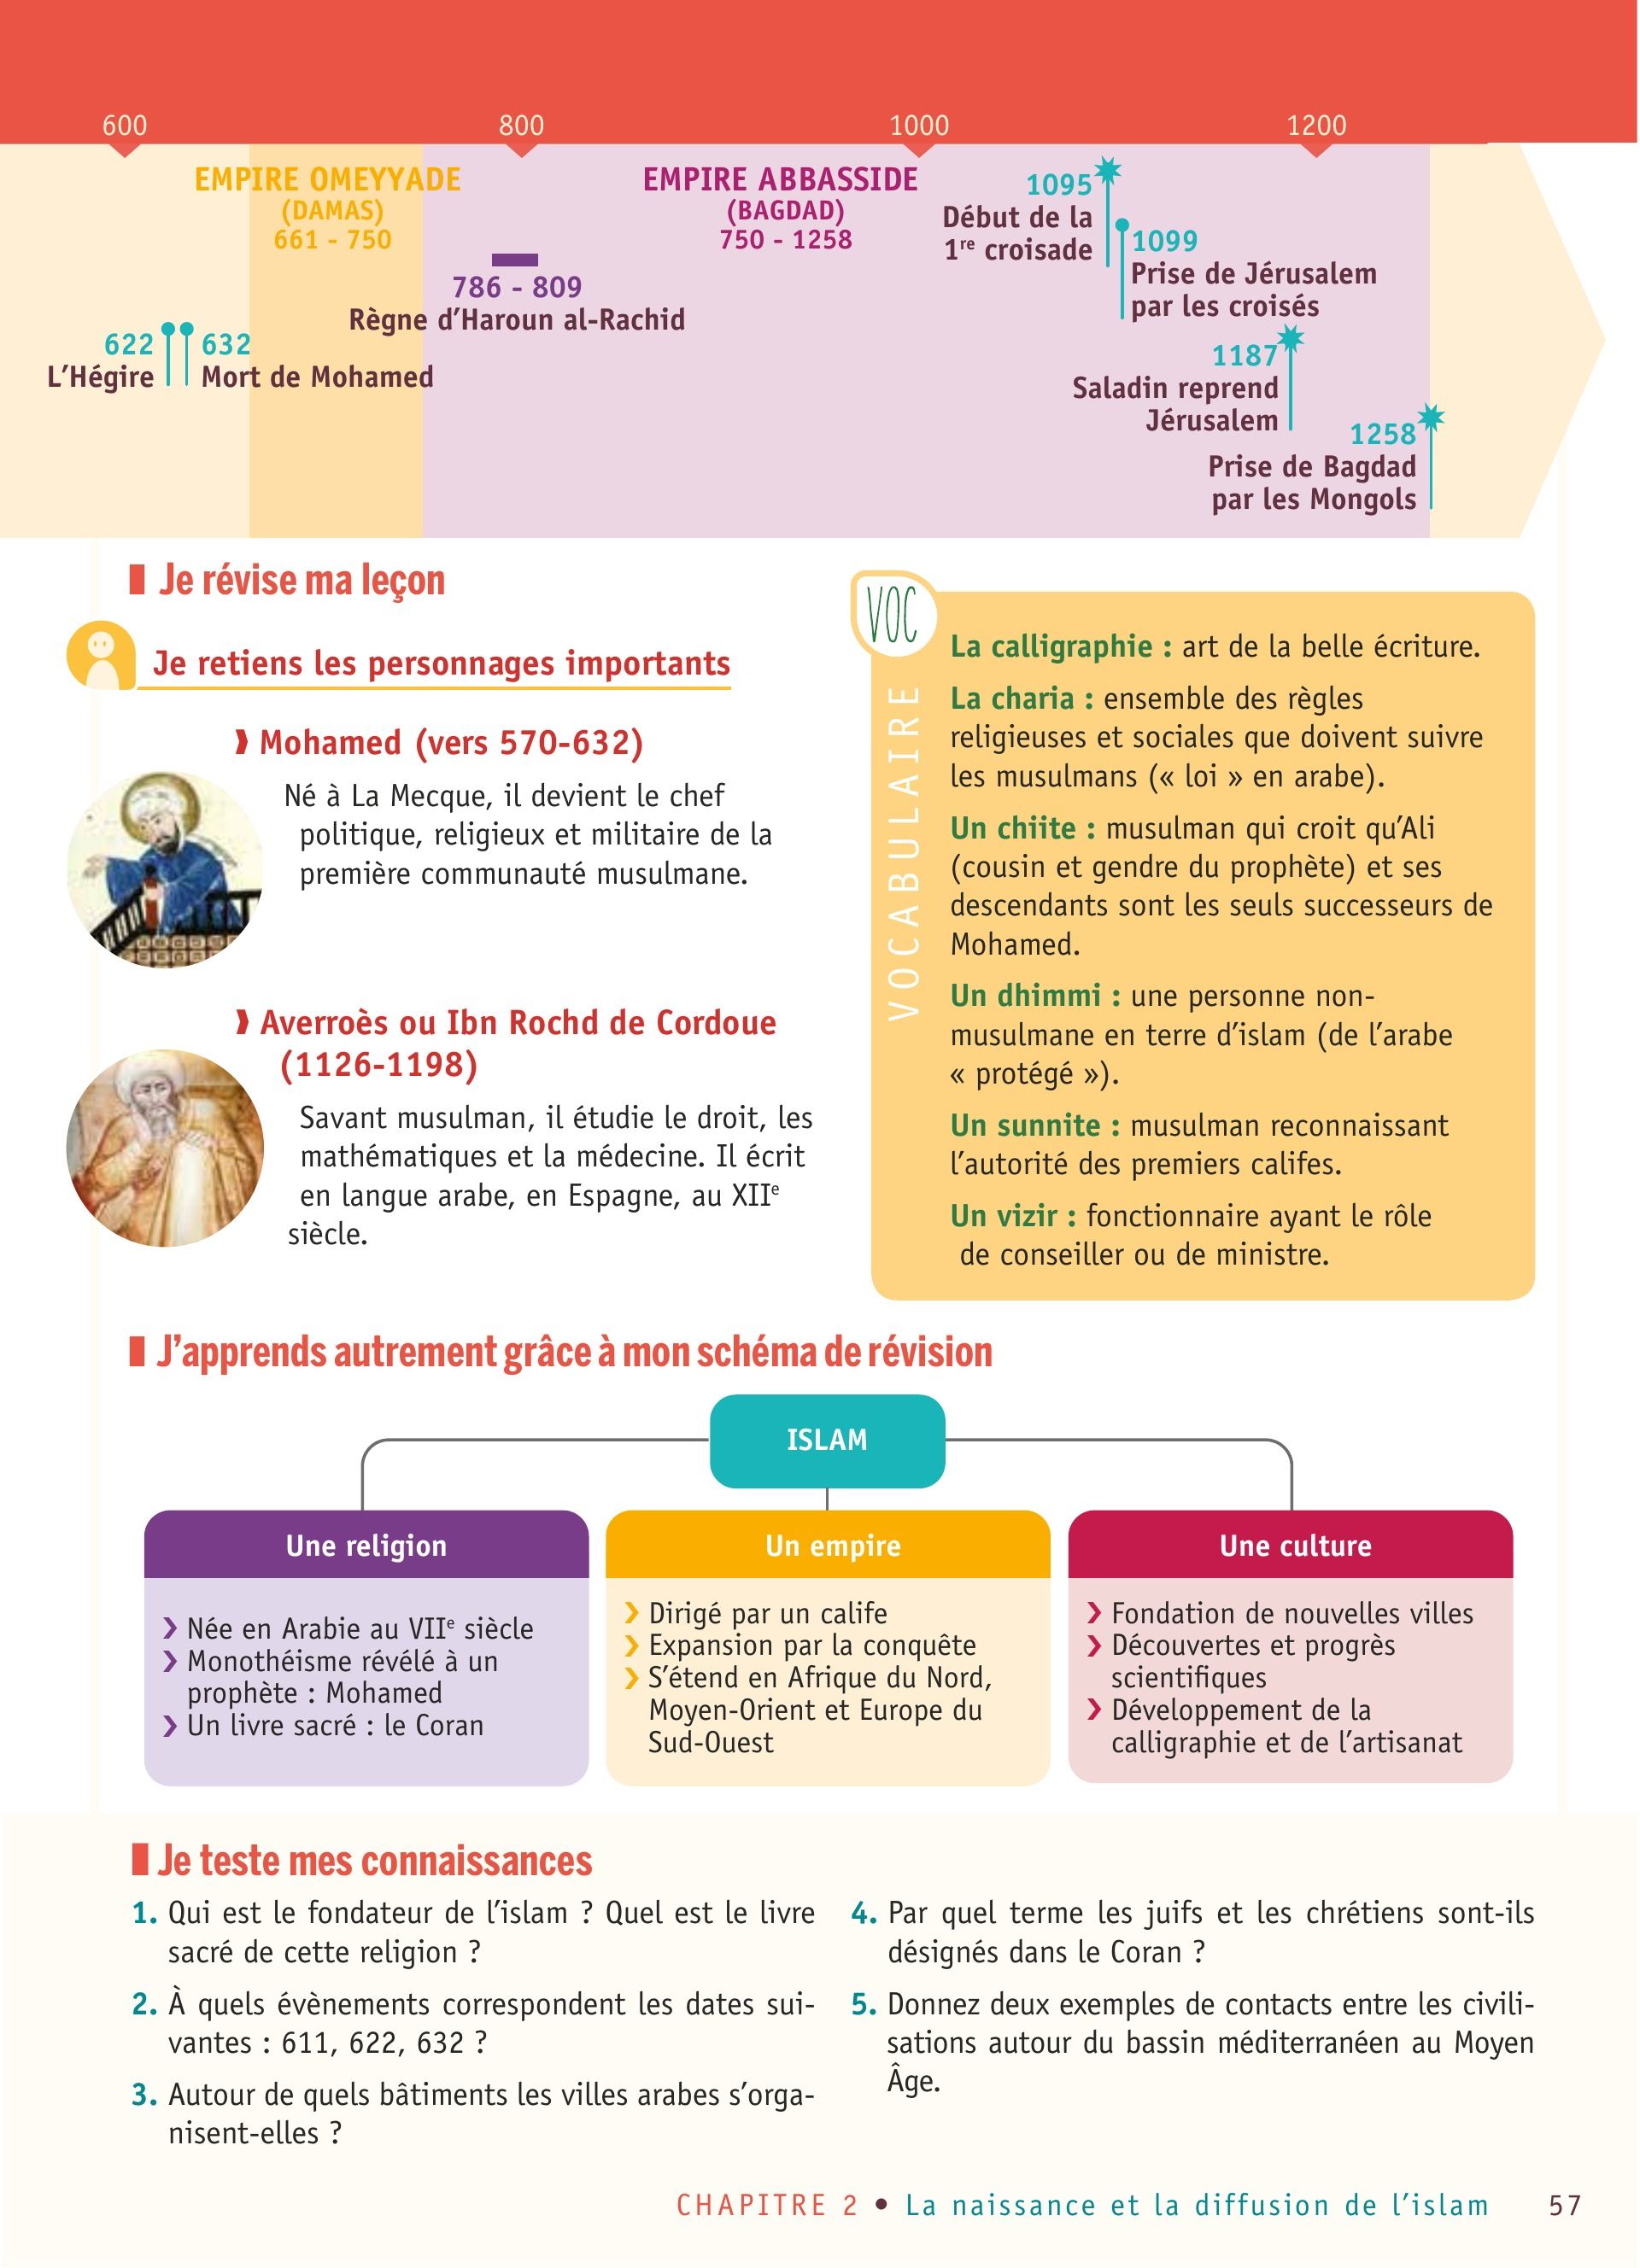 600
800
1000
1200
EMPIRE OMEYYADE
(DAMAS)
661 - 750
EMPIRE ABBASSIDE
(BAGDAD)
750 - 1258
1095
Début de la
1re croisade
1099
Prise de Jérusalem
par les croisés
786 - 809
Règne d’Haroun al-Rachid
622
L’Hégire
632
Mort de Mohamed
1187
Saladin reprend
Jérusalem
1258
Prise de Bagdad
par les Mongols
Je révise ma leçon
Je retiens les personnages importants
Mohamed (vers 570-632)
Né à La Mecque, il devient le chef
politique, religieux et militaire de la
première communauté musulmane.
Averroès ou Ibn Rochd de Cordoue
(1126-1198)
Savant musulman, il étudie le droit, les
mathématiques et la médecine. Il écrit
en langue arabe, en Espagne, au XIIe
siècle.
VOC
VOCABULAIRE
La calligraphie : art de la belle écriture.
La charia : ensemble des règles
religieuses et sociales que doivent suivre
les musulmans (« loi » en arabe).
Un chiite : musulman qui croit qu’Ali
(cousin et gendre du prophète) et ses
descendants sont les seuls successeurs de
Mohamed.
Un dhimmi : une personne non-
musulmane en terre d’islam (de l’arabe
« protégé »).
Un sunnite : musulman reconnaissant
l’autorité des premiers califes.
Un vizir : fonctionnaire ayant le rôle
de conseiller ou de ministre.
J’apprends autrement grâce à mon schéma de révision
ISLAM
Une religion
Née en Arabie au VIIe siècle
Monothéisme révélé à un
prophète : Mohamed
Un livre sacré : le Coran
Un empire
Dirigé par un calife
Expansion par la conquête
S’étend en Afrique du Nord,
Moyen-Orient et Europe du
Sud-Ouest
Une culture
Fondation de nouvelles villes
Découvertes et progrès
scientifiques
Développement de la
calligraphie et de l’artisanat
Je teste mes connaissances
1. Qui est le fondateur de l’islam ? Quel est le livre
sacré de cette religion ?
2. À quels évènements correspondent les dates sui-
vantes : 611, 622, 632 ?
3. Autour de quels bâtiments les villes arabes s’orga-
nisent-elles ?
4. Par quel terme les juifs et les chrétiens sont-ils
désignés dans le Coran ?
5. Donnez deux exemples de contacts entre les civili-
sations autour du bassin méditerranéen au Moyen
Âge.
CHAPITRE 2 • La naissance et la diffusion de l’islam 57